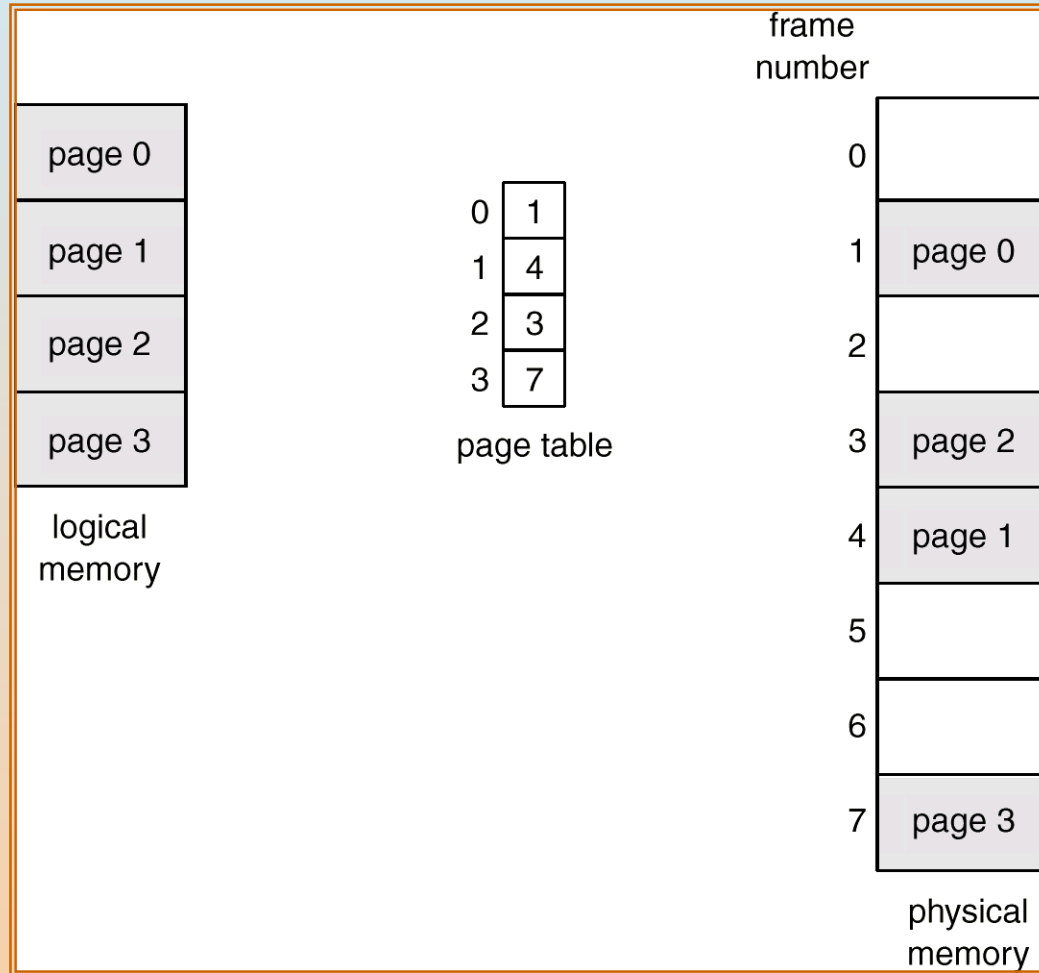 frame
number
page 0
page 1
page 2
page 3
logical
memory
0 1
1 4
2 3
3 7
page table
0
1 page 0
2
3 page 2
4 page 1
5
6
7 page 3
physical
memory